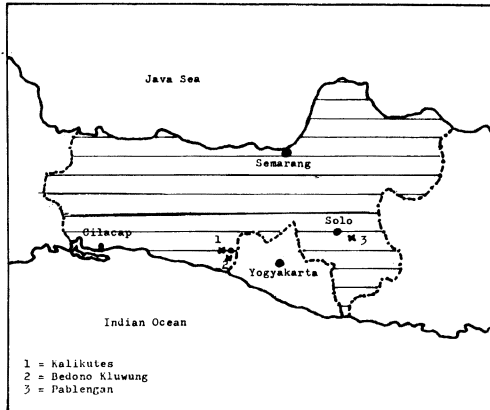 Java Sea
Semarang
Solo
Cilacap
1
3
2
Yogyakarta
Indian Ocean
1 = Kalikutes
2 = Bedono Kluwung
3 = Pablengan